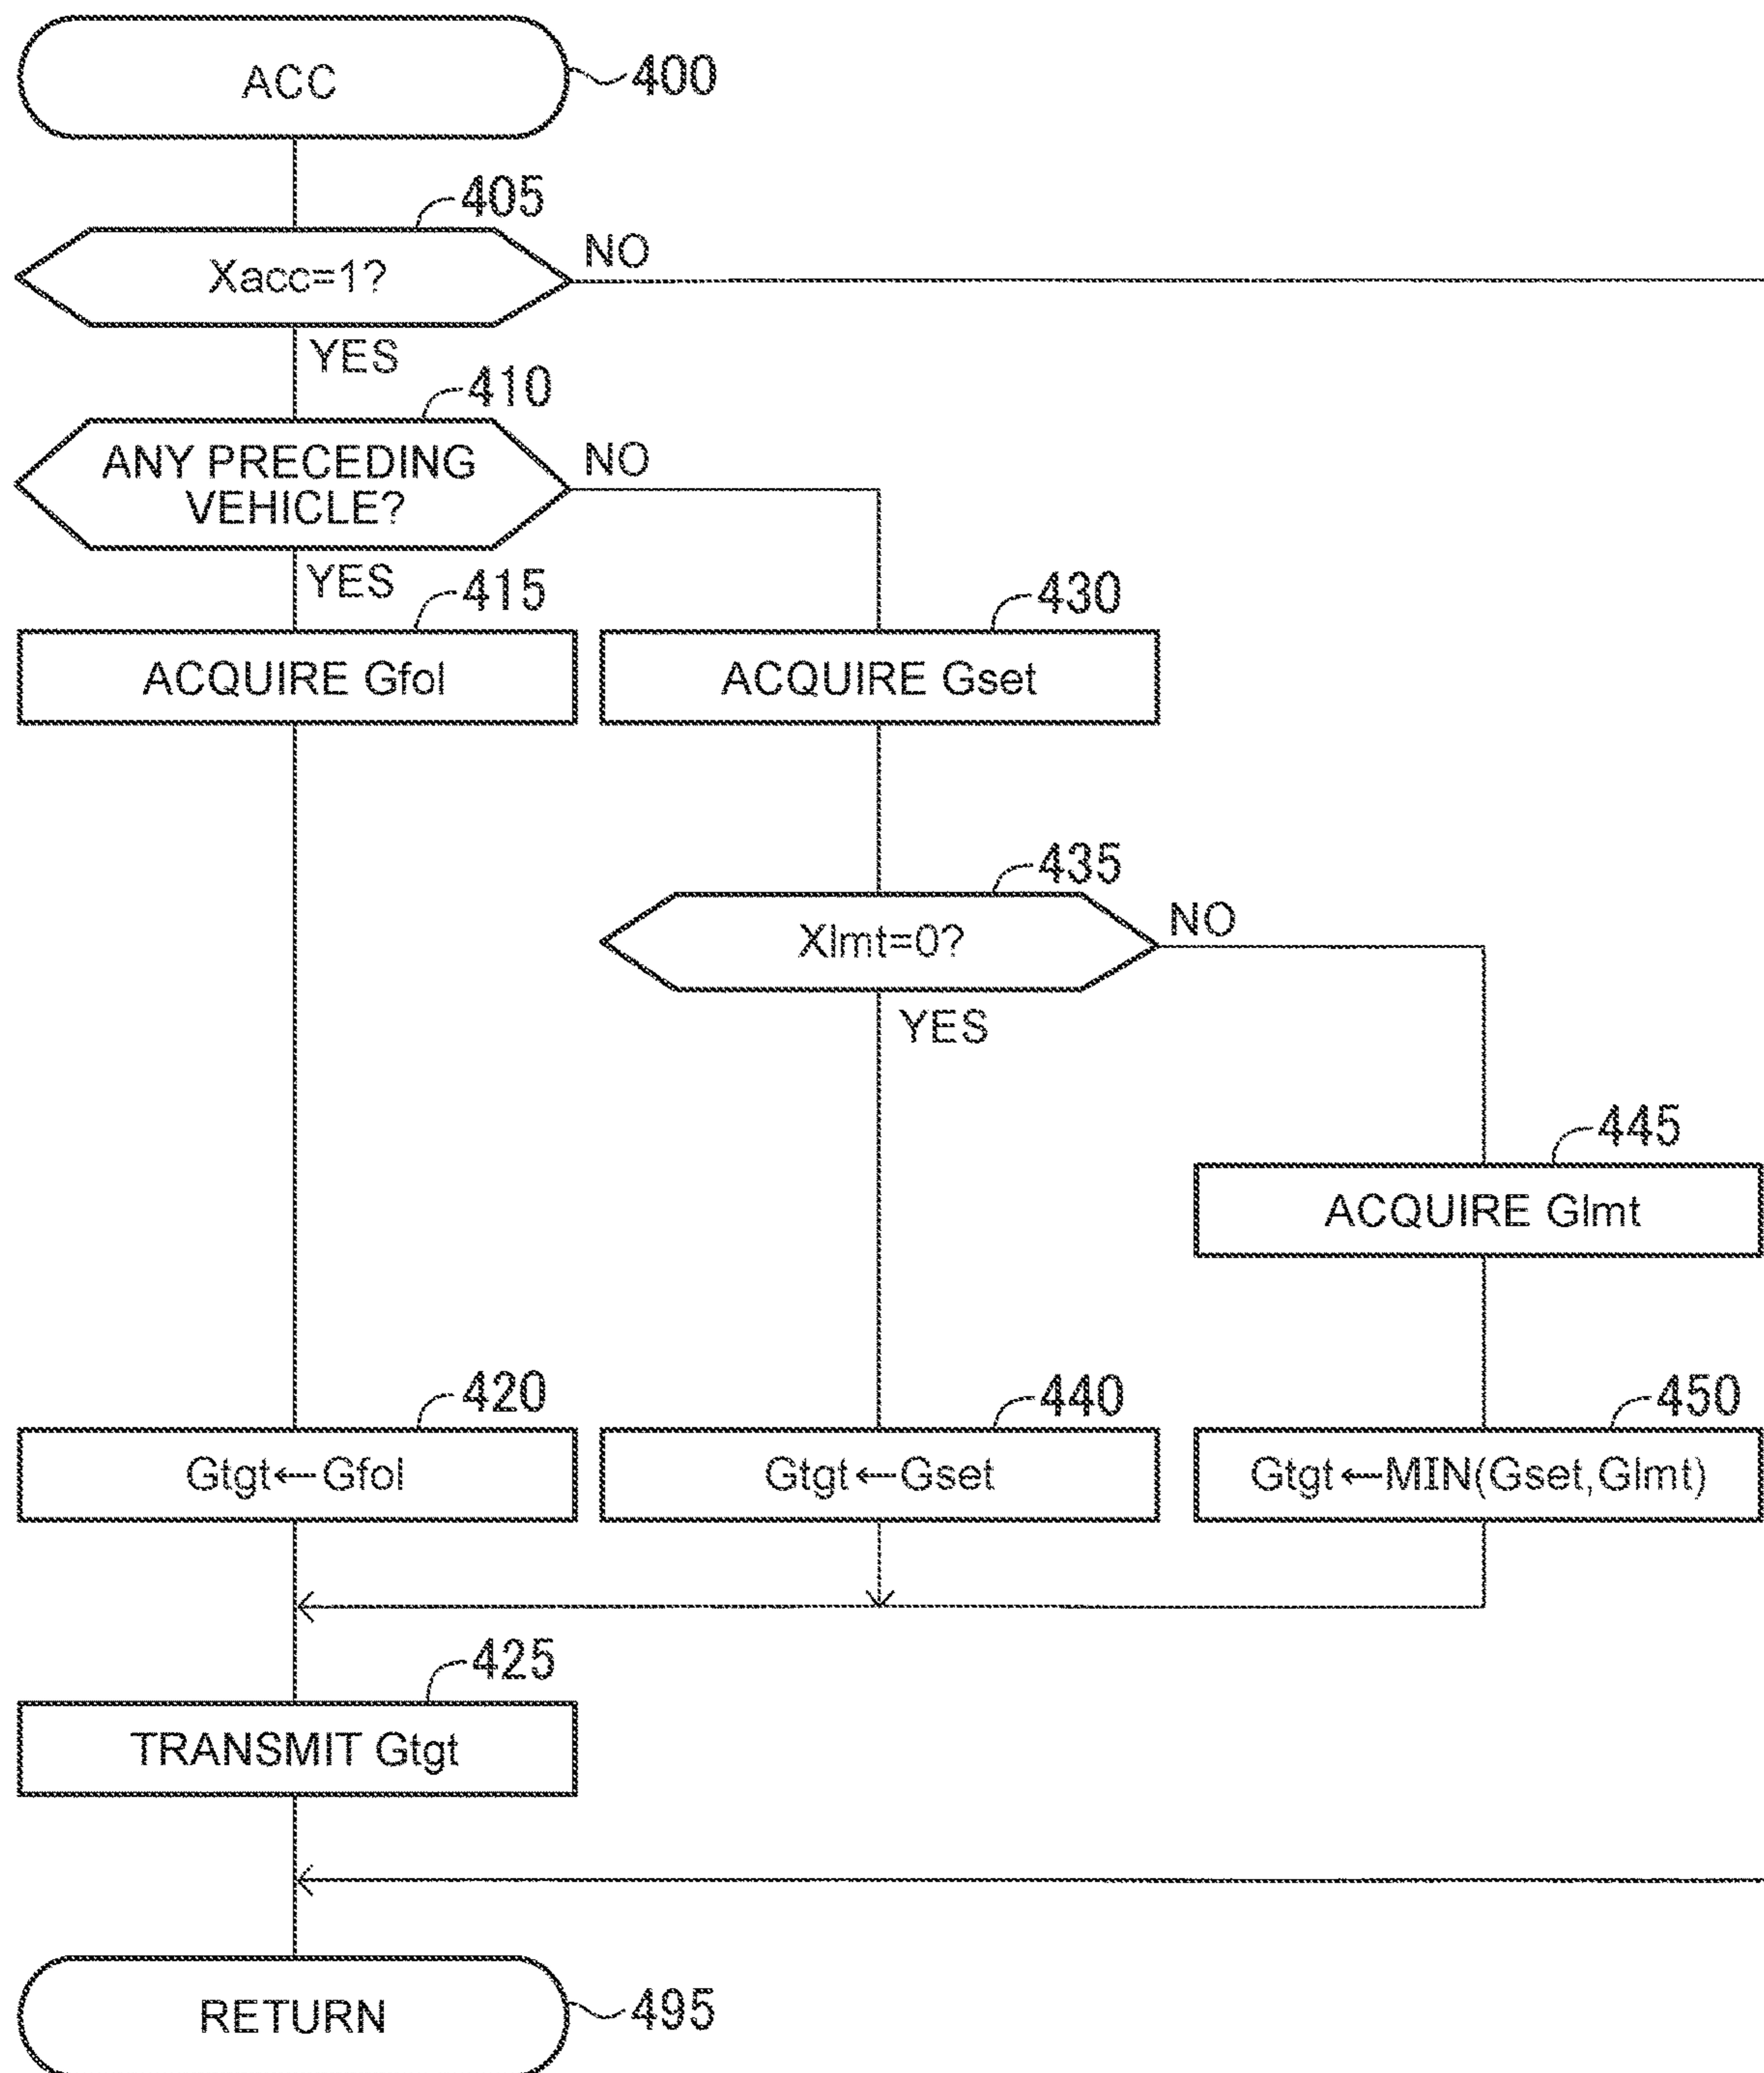 ACC
400
405
Xacc=1?
NO
YES
410
ANY PRECEDING
VEHICLE?
NO
YES
415
ACQUIRE Gfol
430
ACQUIRE Gset
435
Xlmt=0?
NO
YES
445
ACQUIRE Glmt
420
Gtgt←Gfol
440
Gtgt←Gset
450
Gtgt←MIN(Gset,Glmt)
425
TRANSMIT Gtgt
RETURN
495